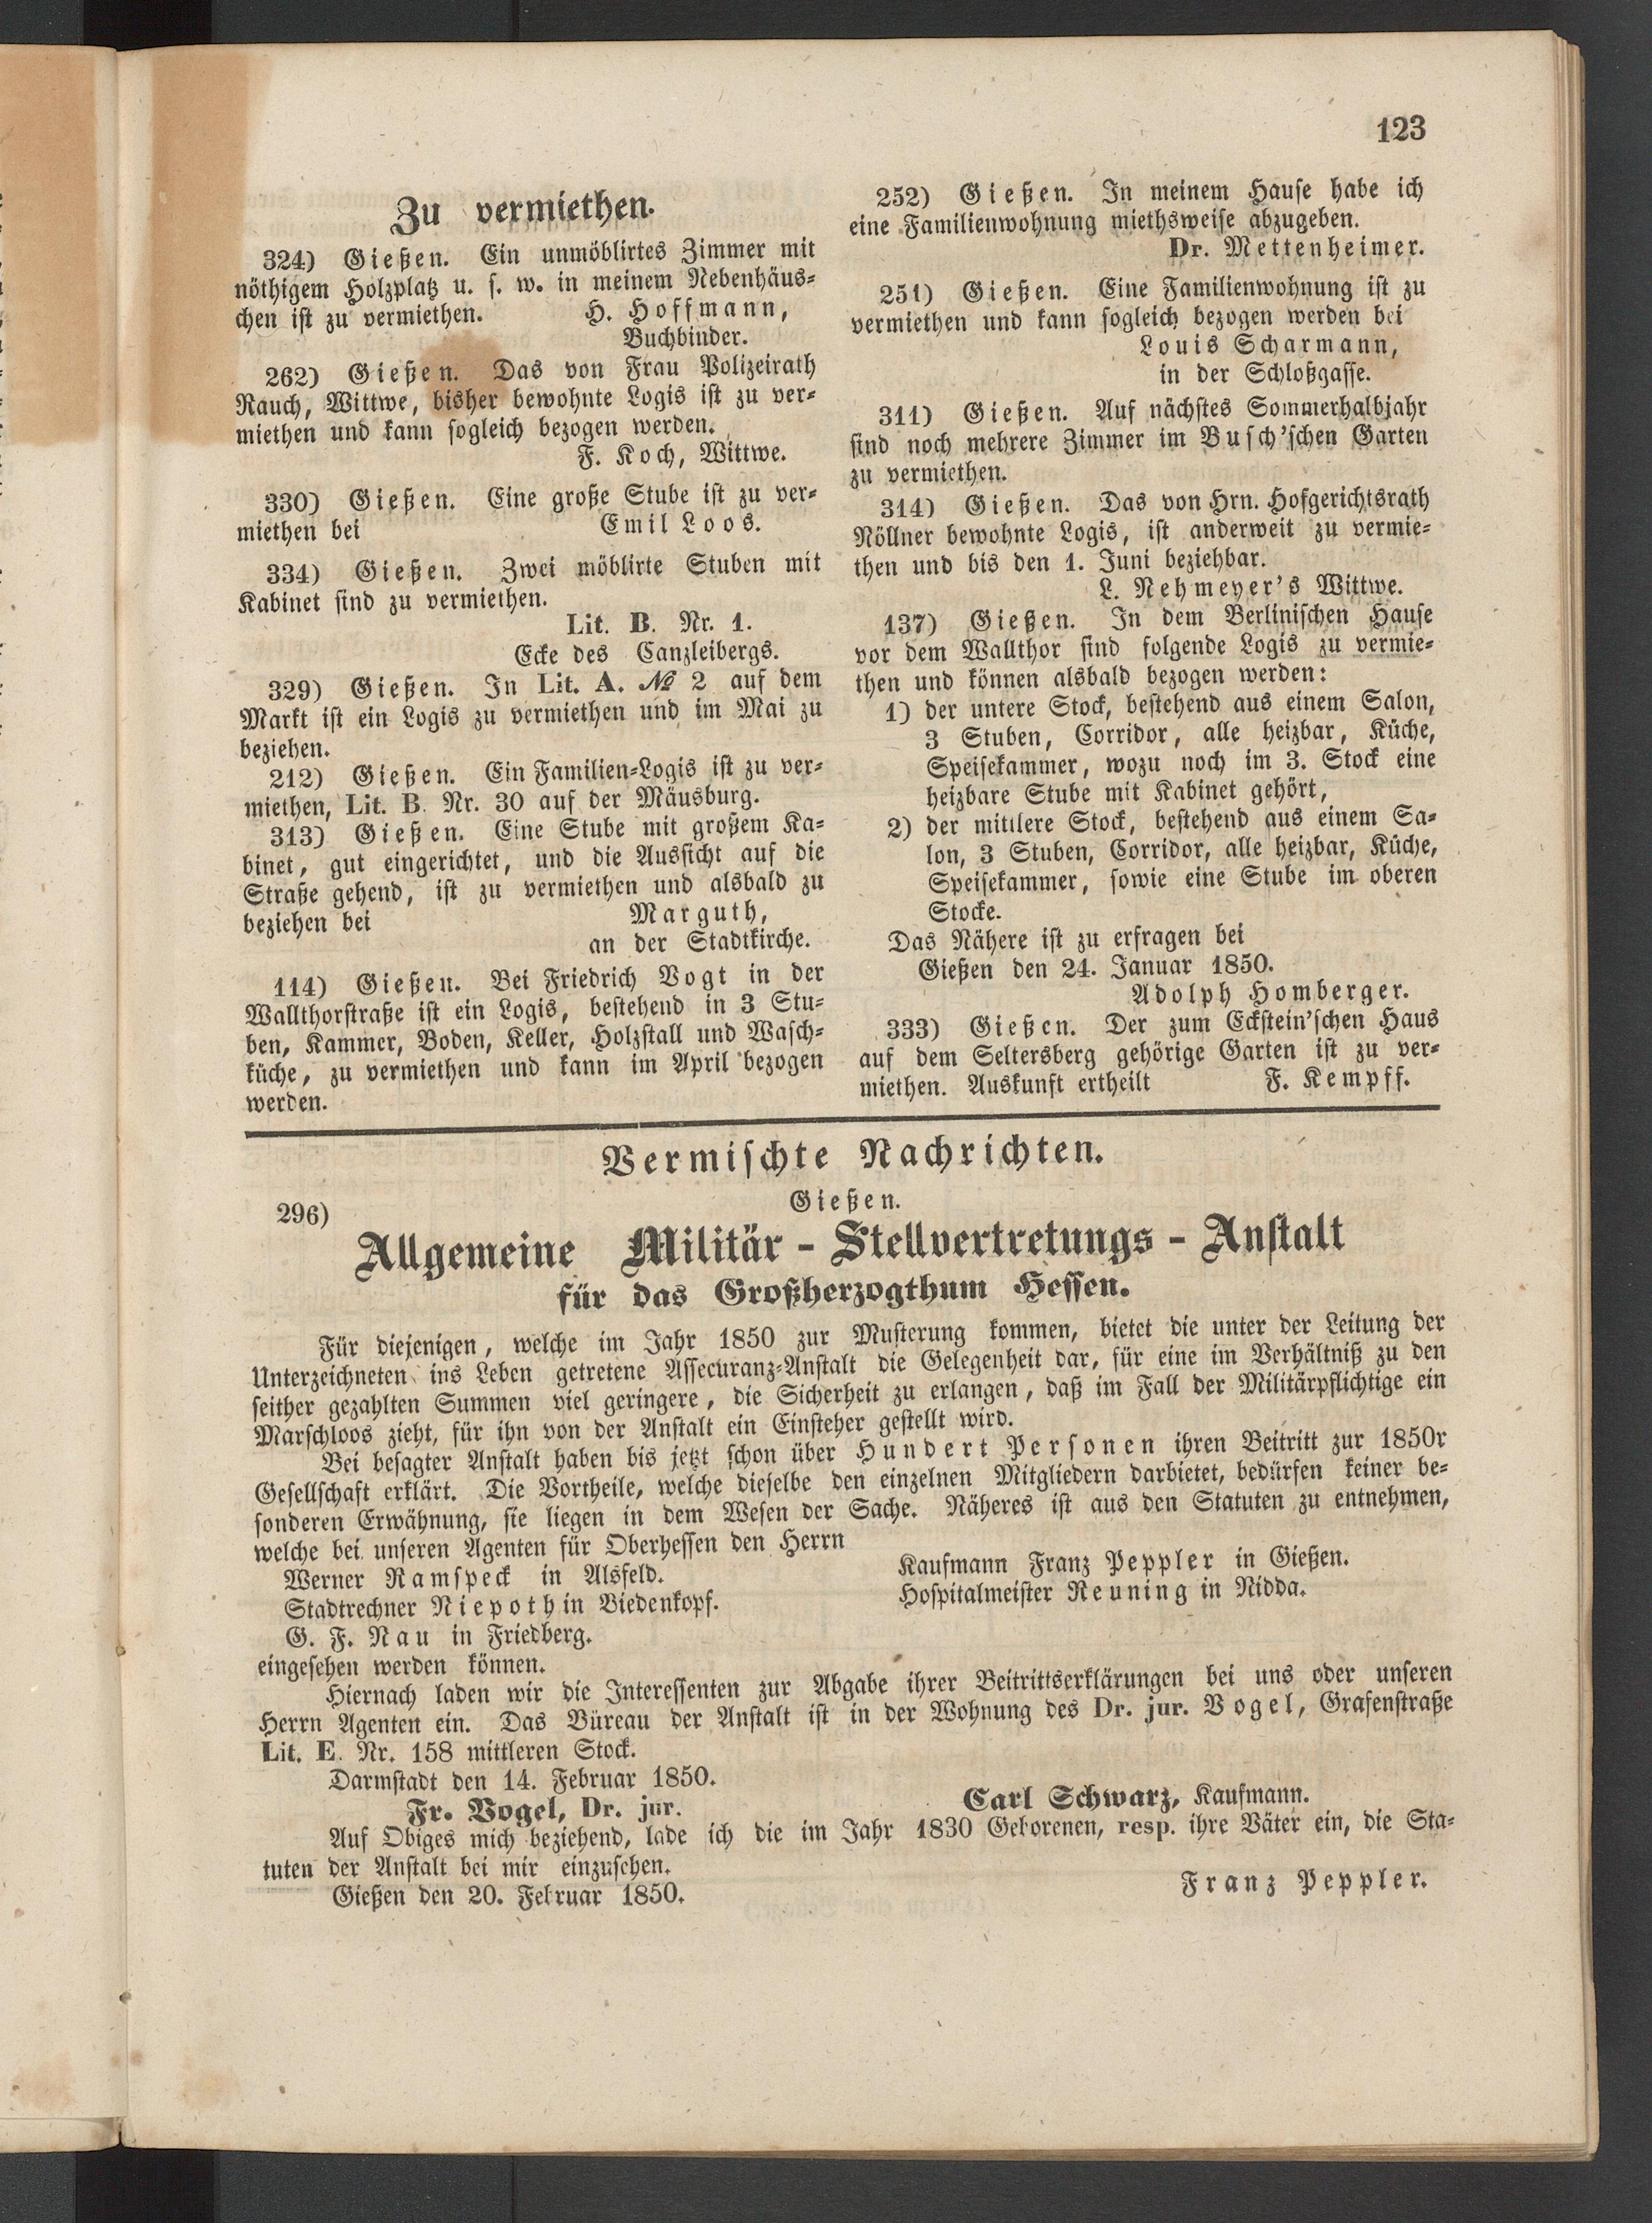 123
Zu vermiethen.
324) Gießen. Ein unmöblirtes Zimmer mit
nöthigem Holzplatz u. s. w. in meinem Nebenhäus-
chen ist zu vermiethen. H. Hoffmann,
Buchbinder.
262) Gießen. Das von Frau Polizeirath
Rauch, Wittwe, bisher bewohnte Logis ist zu ver-
miethen und kann sogleich bezogen werden.
F. Koch, Wittwe.
330) Gießen. Eine große Stube ist zu ver-
miethen bei Emil Loos.
334) Gießen. Zwei möblirte Stuben mit
Kabinet sind zu vermiethen.
Lit. B. Nr. 1.
Ecke des Canzleibergs.
329) Gießen. In Lit. A. № 2 auf dem
Markt ist ein Logis zu vermiethen und im Mai zu
beziehen.
212) Gießen. Ein Familien-Logis ist zu ver-
miethen, Lit. B. Nr. 30 auf der Mäusburg.
313) Gießen. Eine Stube mit großem Ka-
binet, gut eingerichtet, und die Aussicht auf die
Straße gehend, ist zu vermiethen und alsbald zu
beziehen bei Marguth,
an der Stadtkirche.
114) Gießen. Bei Friedrich Vogt in der
Wallthorstraße ist ein Logis, bestehend in 3 Stu-
ben, Kammer, Boden, Keller, Holzstall und Wasch-
küche, zu vermiethen und kann im April bezogen
werden.
252) Gießen. In meinem Hause habe ich
eine Familienwohnung miethsweise abzugeben.
Dr. Mettenheimer.
251) Gießen. Eine Familienwohnung ist zu
vermiethen und kann sogleich bezogen werden bei
Louis Scharmann,
in der Schloßgasse.
311) Gießen. Auf nächstes Sommerhalbjahr
sind noch mehrere Zimmer im Busch'schen Garten
zu vermiethen.
314) Gießen. Das von Hrn. Hofgerichtsrath
Nöllner bewohnte Logis, ist anderweit zu vermie-
then und bis den 1. Juni beziehbar.
L. Nehmeyer's Wittwe.
137) Gießen. In dem Berlinischen Hause
vor dem Wallthor sind folgende Logis zu vermie-
then und können alsbald bezogen werden:
1) der untere Stock, bestehend aus einem Salon,
3 Stuben, Corridor, alle heizbar, Küche,
Speisekammer, wozu noch im 3. Stock eine
heizbare Stube mit Kabinet gehört,
2) der mittlere Stock, bestehend aus einem Sa-
lon, 3 Stuben, Corridor, alle heizbar, Küche,
Speisekammer, sowie eine Stube im oberen
Stocke.
Das Nähere ist zu erfragen bei
Gießen den 24. Januar 1850.
Adolph Homberger.
333) Gießen. Der zum Eckstein'schen Haus
auf dem Seltersberg gehörige Garten ist zu ver-
miethen. Auskunft ertheilt F. Kempff.
Vermischte Nachrichten.
296) Gießen.
Allgemeine Militär-Stellvertretungs-Anstalt
für das Großherzogthum Hessen.
Für diejenigen, welche im Jahr 1850 zur Musterung kommen, bietet die unter der Leitung der
Unterzeichneten ins Leben getretene Assecuranz-Anstalt die Gelegenheit dar, für eine im Verhältniß zu den
seither gezahlten Summen viel geringere, die Sicherheit zu erlangen, daß im Fall der Militärpflichtige ein
Marschloos zieht, für ihn von der Anstalt ein Einsteher gestellt wird.
Bei besagter Anstalt haben bis jetzt schon über Hundert Personen ihren Beitritt zur 1850r
Gesellschaft erklärt. Die Vortheile, welche dieselbe den einzelnen Mitgliedern darbietet, bedürfen keiner be-
sonderen Erwähnung, sie liegen in dem Wesen der Sache. Näheres ist aus den Statuten zu entnehmen,
welche bei unseren Agenten für Oberhessen den Herrn
Werner Ramspeck in Alsfeld.
Stadtrechner Niepoth in Biedenkopf.
G. F. Nau in Friedberg.
Kaufmann Franz Peppler in Gießen.
Hospitalmeister Reuning in Nidda.
eingesehen werden können.
Hiernach laden wir die Interessenten zur Abgabe ihrer Beitrittserklärungen bei uns oder unseren
Herrn Agenten ein. Das Büreau der Anstalt ist in der Wohnung des Dr. jur. Vogel, Grafenstraße
Lit. E. Nr. 158 mittleren Stock.
Darmstadt den 14. Februar 1850.
Fr. Vogel, Dr. jur. Carl Schwarz, Kaufmann.
Auf Obiges mich beziehend, lade ich die im Jahr 1830 Geborenen, resp. ihre Väter ein, die Sta-
tuten der Anstalt bei mir einzusehen.
Gießen den 20. Februar 1850. Franz Peppler.